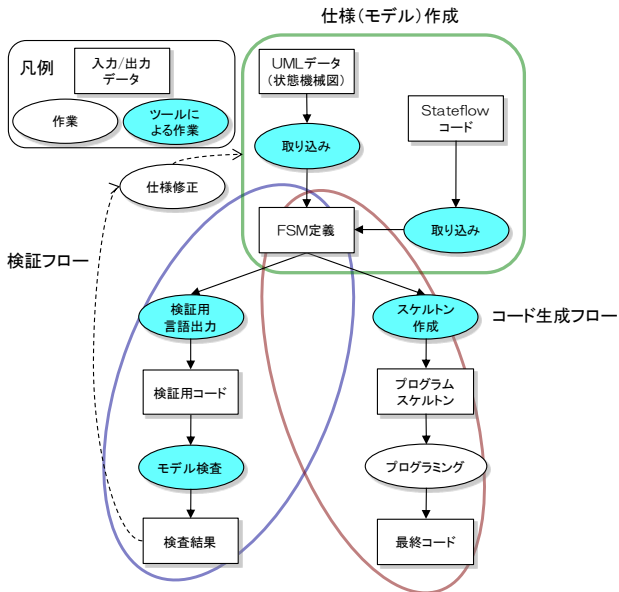 仕様(モデル)作成
凡例
入力/出力
データ
作業
ツールに
よる作業
UMLデータ
(状態機械図)
Stateflow
コード
取り込み
仕様修正
FSM定義
取り込み
検証フロー
検証用
言語出力
スケルトン
作成
コード生成フロー
検証用コード
プログラム
スケルトン
モデル検査
プログラミング
検査結果
最終コード